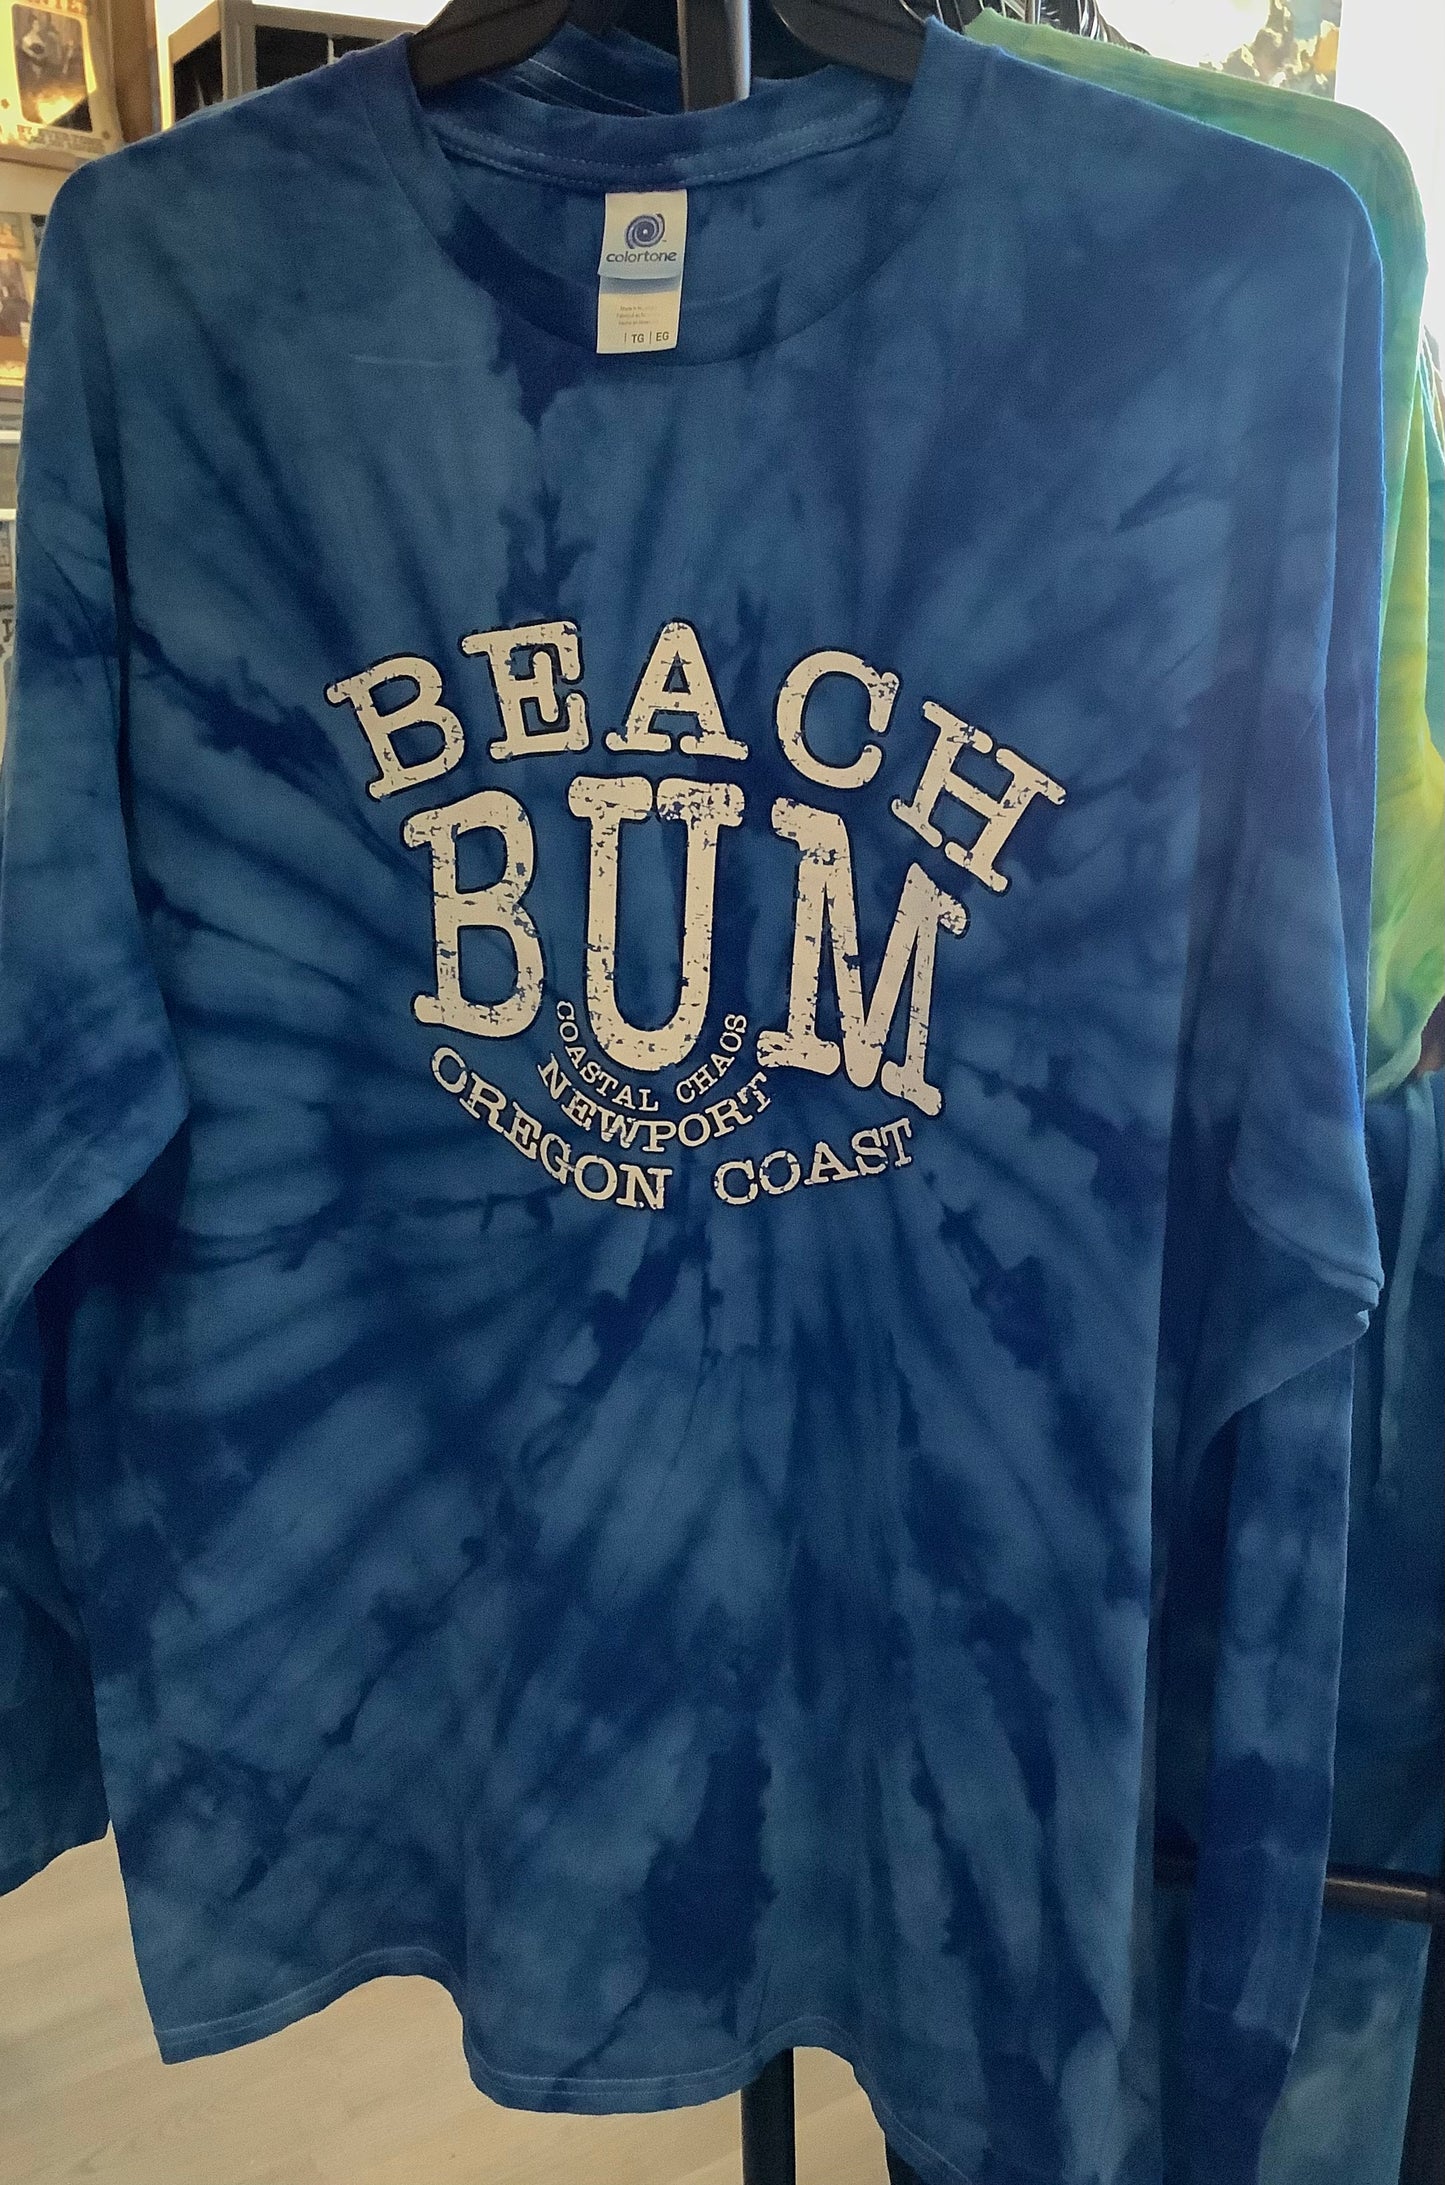 colortone
TG | EG
BEACH
BUM
COASTAL CHAOS
NEWPORT
OREGON COAST